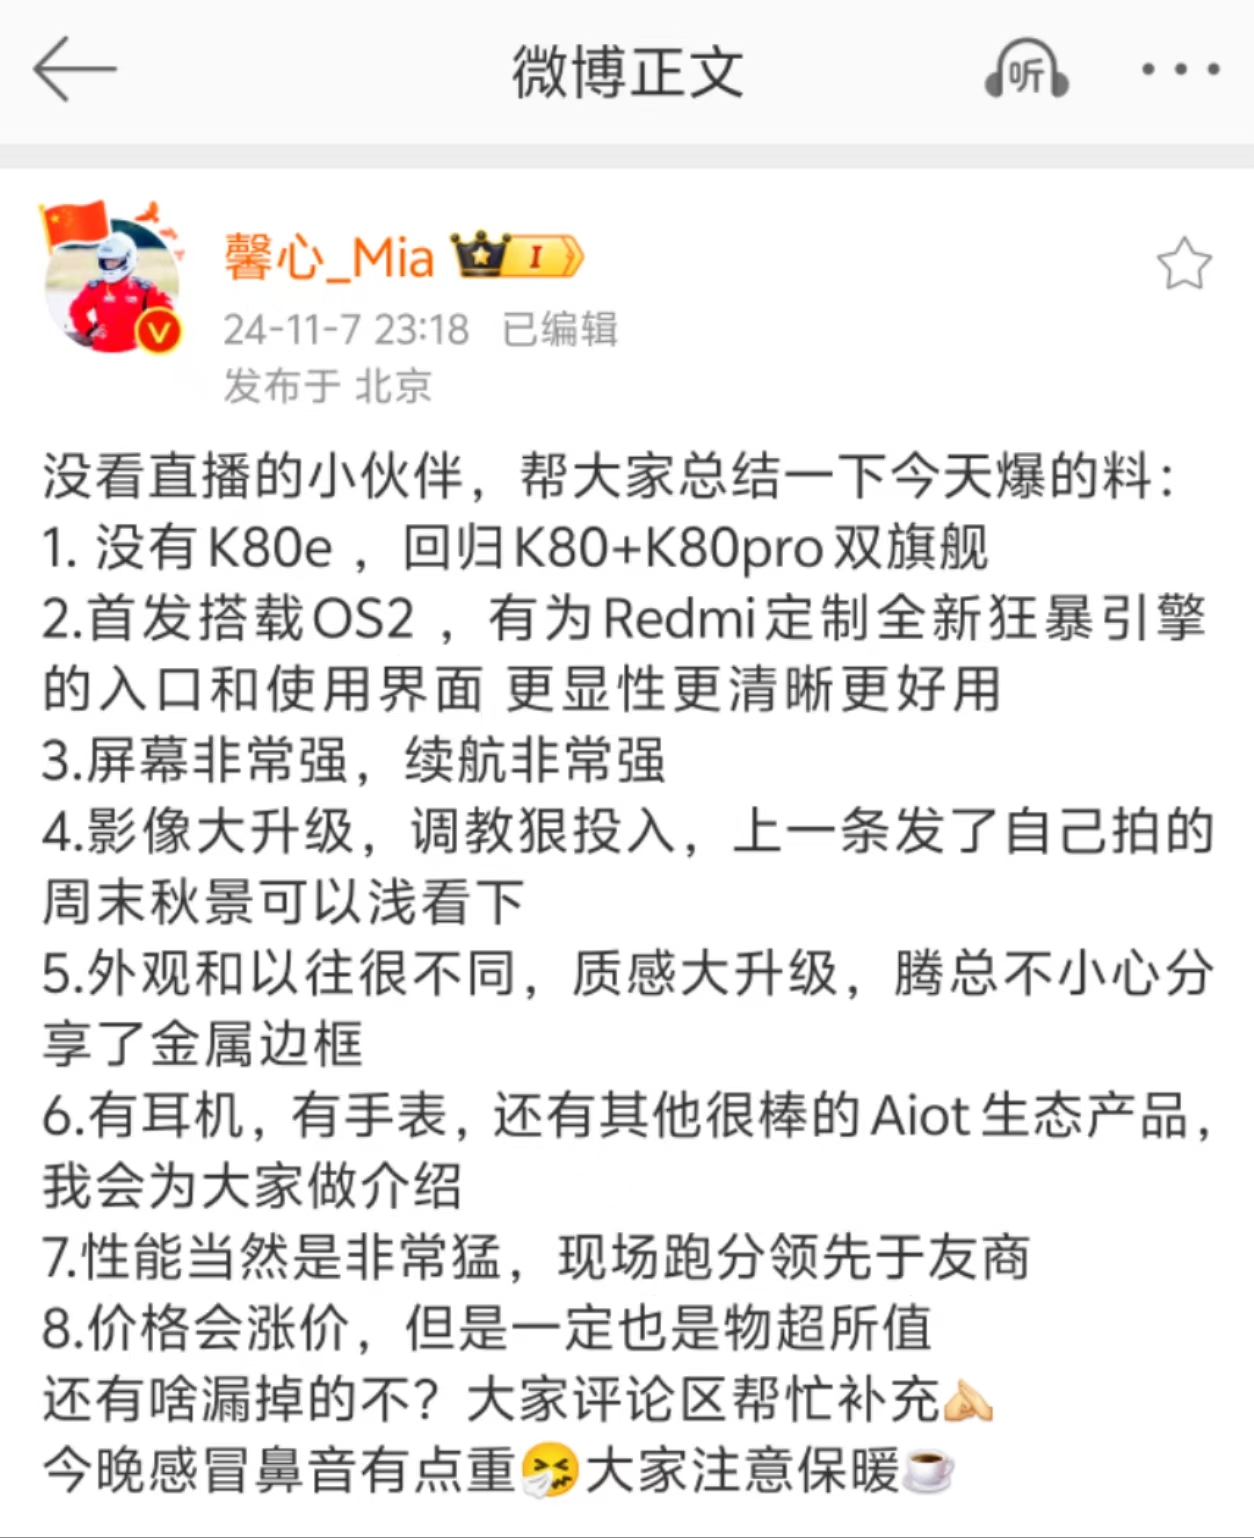 微博正文
听
馨心_Mia I
24-11-7 23:18 已编辑
发布于 北京
没看直播的小伙伴，帮大家总结一下今天爆的料：
1. 没有K80e ，回归K80+K80pro双旗舰
2.首发搭载OS2 ，有为Redmi定制全新狂暴引擎
的入口和使用界面 更显性更清晰更好用
3.屏幕非常强，续航非常强
4.影像大升级，调教狠投入，上一条发了自己拍的
周末秋景可以浅看下
5.外观和以往很不同，质感大升级，腾总不小心分
享了金属边框
6.有耳机，有手表，还有其他很棒的Aiot生态产品，
我会为大家做介绍
7.性能当然是非常猛，现场跑分领先于友商
8.价格会涨价，但是一定也是物超所值
还有啥漏掉的不？大家评论区帮忙补充🙏🏻
今晚感冒鼻音有点重🤧大家注意保暖☕